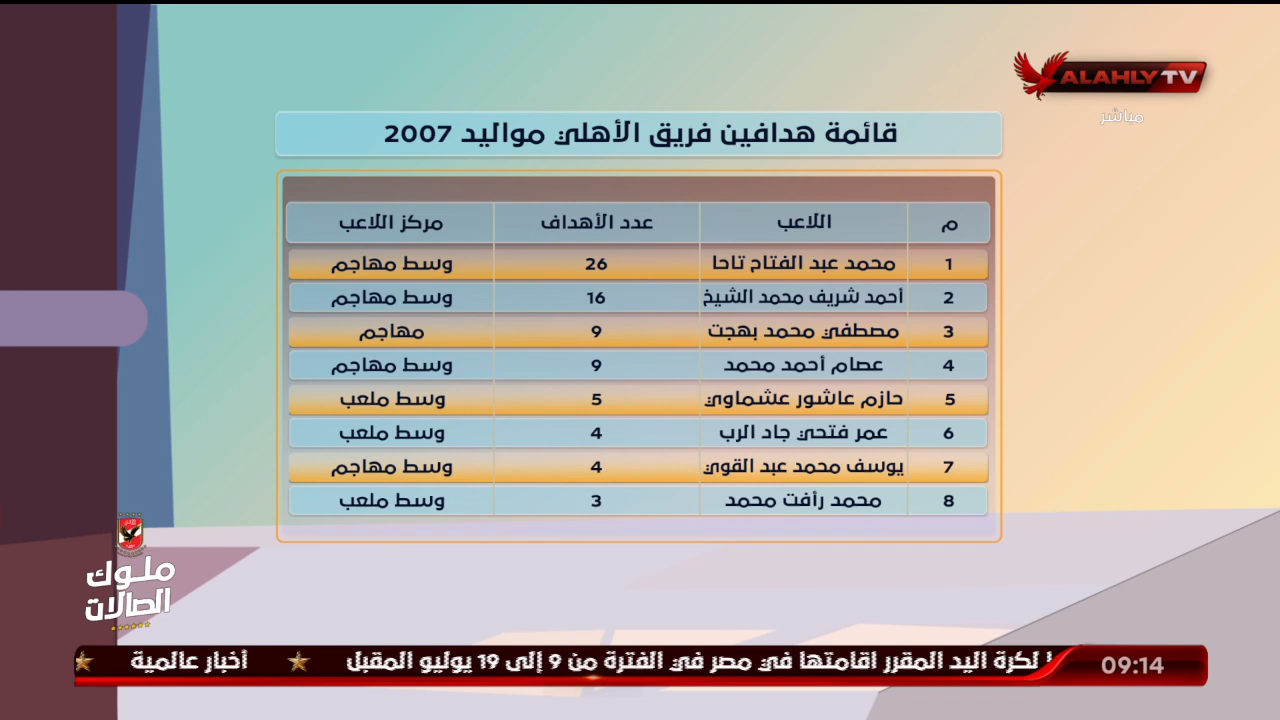 ALAHLY TV
مباشر
قائمة هدافين فريق الأهلي مواليد 2007
م اللاعب عدد الأهداف مركز اللاعب
1 محمد عبد الفتاح تاحا 26 وسط مهاجم
2 أحمد شريف محمد الشيخ 16 وسط مهاجم
3 مصطفي محمد بهجت 9 مهاجم
4 عصام أحمد محمد 9 وسط مهاجم
5 حازم عاشور عشماوي 5 وسط ملعب
6 عمر فتحي جاد الرب 4 وسط ملعب
7 يوسف محمد عبد القوي 4 وسط مهاجم
8 محمد رأفت محمد 3 وسط ملعب
ملوك
الصالات
09:14 لكرة اليد المقرر اقامتها في مصر في الفترة من 9 إلى 19 يوليو المقبل أخبار عالمية